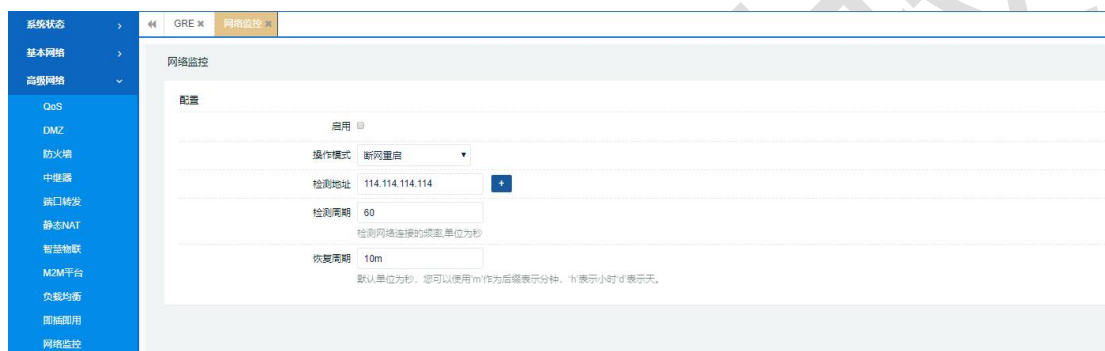 系统状态
GRE
网络监控
基本网络
网络监控
高级网络
配置
QoS
启用
DMZ
操作模式 断网重启
防火墙
中继器
检测地址 114.114.114.114 +
端口转发
检测周期 60
静态NAT
检测网络连接的频率,单位为秒
智慧物联
恢复周期 10m
M2M平台
默认单位为秒，您可以使用'm'作为后缀表示分钟，'h'表示小时'd'表示天。
负载均衡
即插即用
网络监控